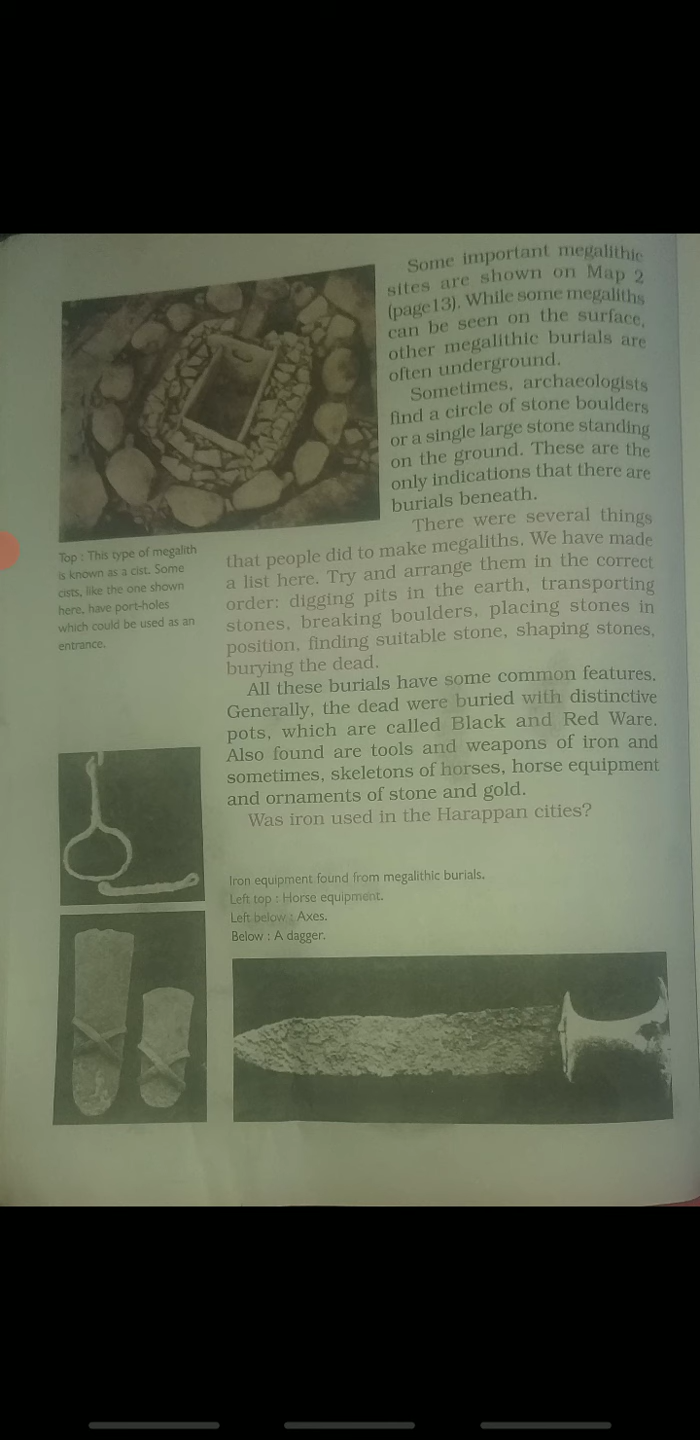 Some important megalithic
sites are shown on Map 2
(page13). While some megaliths
can be seen on the surface,
other megalithic burials are
often underground.
Sometimes, archaeologists
find a circle of stone boulders
or a single large stone standing
on the ground. These are the
only indications that there are
burials beneath.
There were several things
that people did to make megaliths. We have made
a list here. Try and arrange them in the correct
order: digging pits in the earth, transporting
stones, breaking boulders, placing stones in
position, finding suitable stone, shaping stones,
burying the dead.
All these burials have some common features.
Generally, the dead were buried with distinctive
pots, which are called Black and Red Ware.
Also found are tools and weapons of iron and
sometimes, skeletons of horses, horse equipment
and ornaments of stone and gold.
Was iron used in the Harappan cities?
Top : This type of megalith
is known as a cist. Some
cists, like the one shown
here, have port-holes
which could be used as an
entrance.
Iron equipment found from megalithic burials.
Left top : Horse equipment.
Left below : Axes.
Below : A dagger.